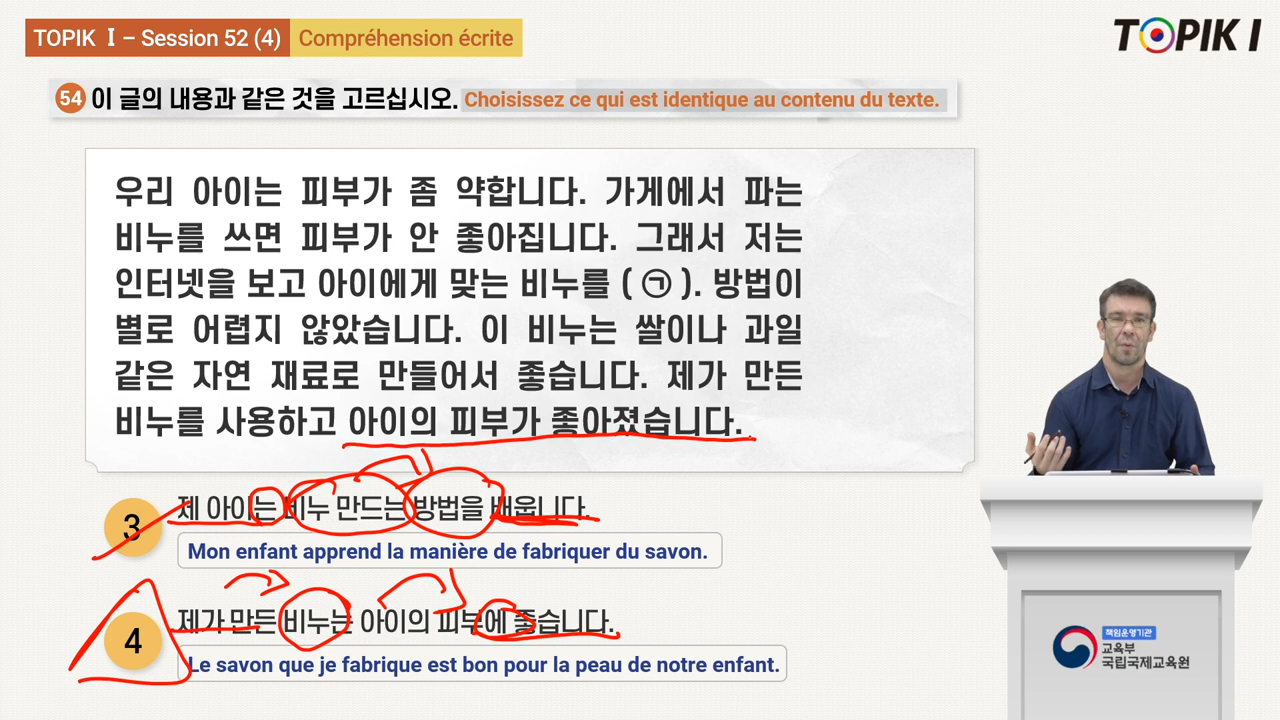 TOPIK Ⅰ – Session 52 (4) Compréhension écrite
TOPIK I
54 이 글의 내용과 같은 것을 고르십시오. Choisissez ce qui est identique au contenu du texte.
우리 아이는 피부가 좀 약합니다. 가게에서 파는
비누를 쓰면 피부가 안 좋아집니다. 그래서 저는
인터넷을 보고 아이에게 맞는 비누를 ( ㉠ ). 방법이
별로 어렵지 않았습니다. 이 비누는 쌀이나 과일
같은 자연 재료로 만들어서 좋습니다. 제가 만든
비누를 사용하고 아이의 피부가 좋아졌습니다.
3 제 아이는 비누 만드는 방법을 배웁니다.
Mon enfant apprend la manière de fabriquer du savon.
4 제가 만든 비누는 아이의 피부에 좋습니다.
Le savon que je fabrique est bon pour la peau de notre enfant.
책임운영기관
교육부
국립국제교육원